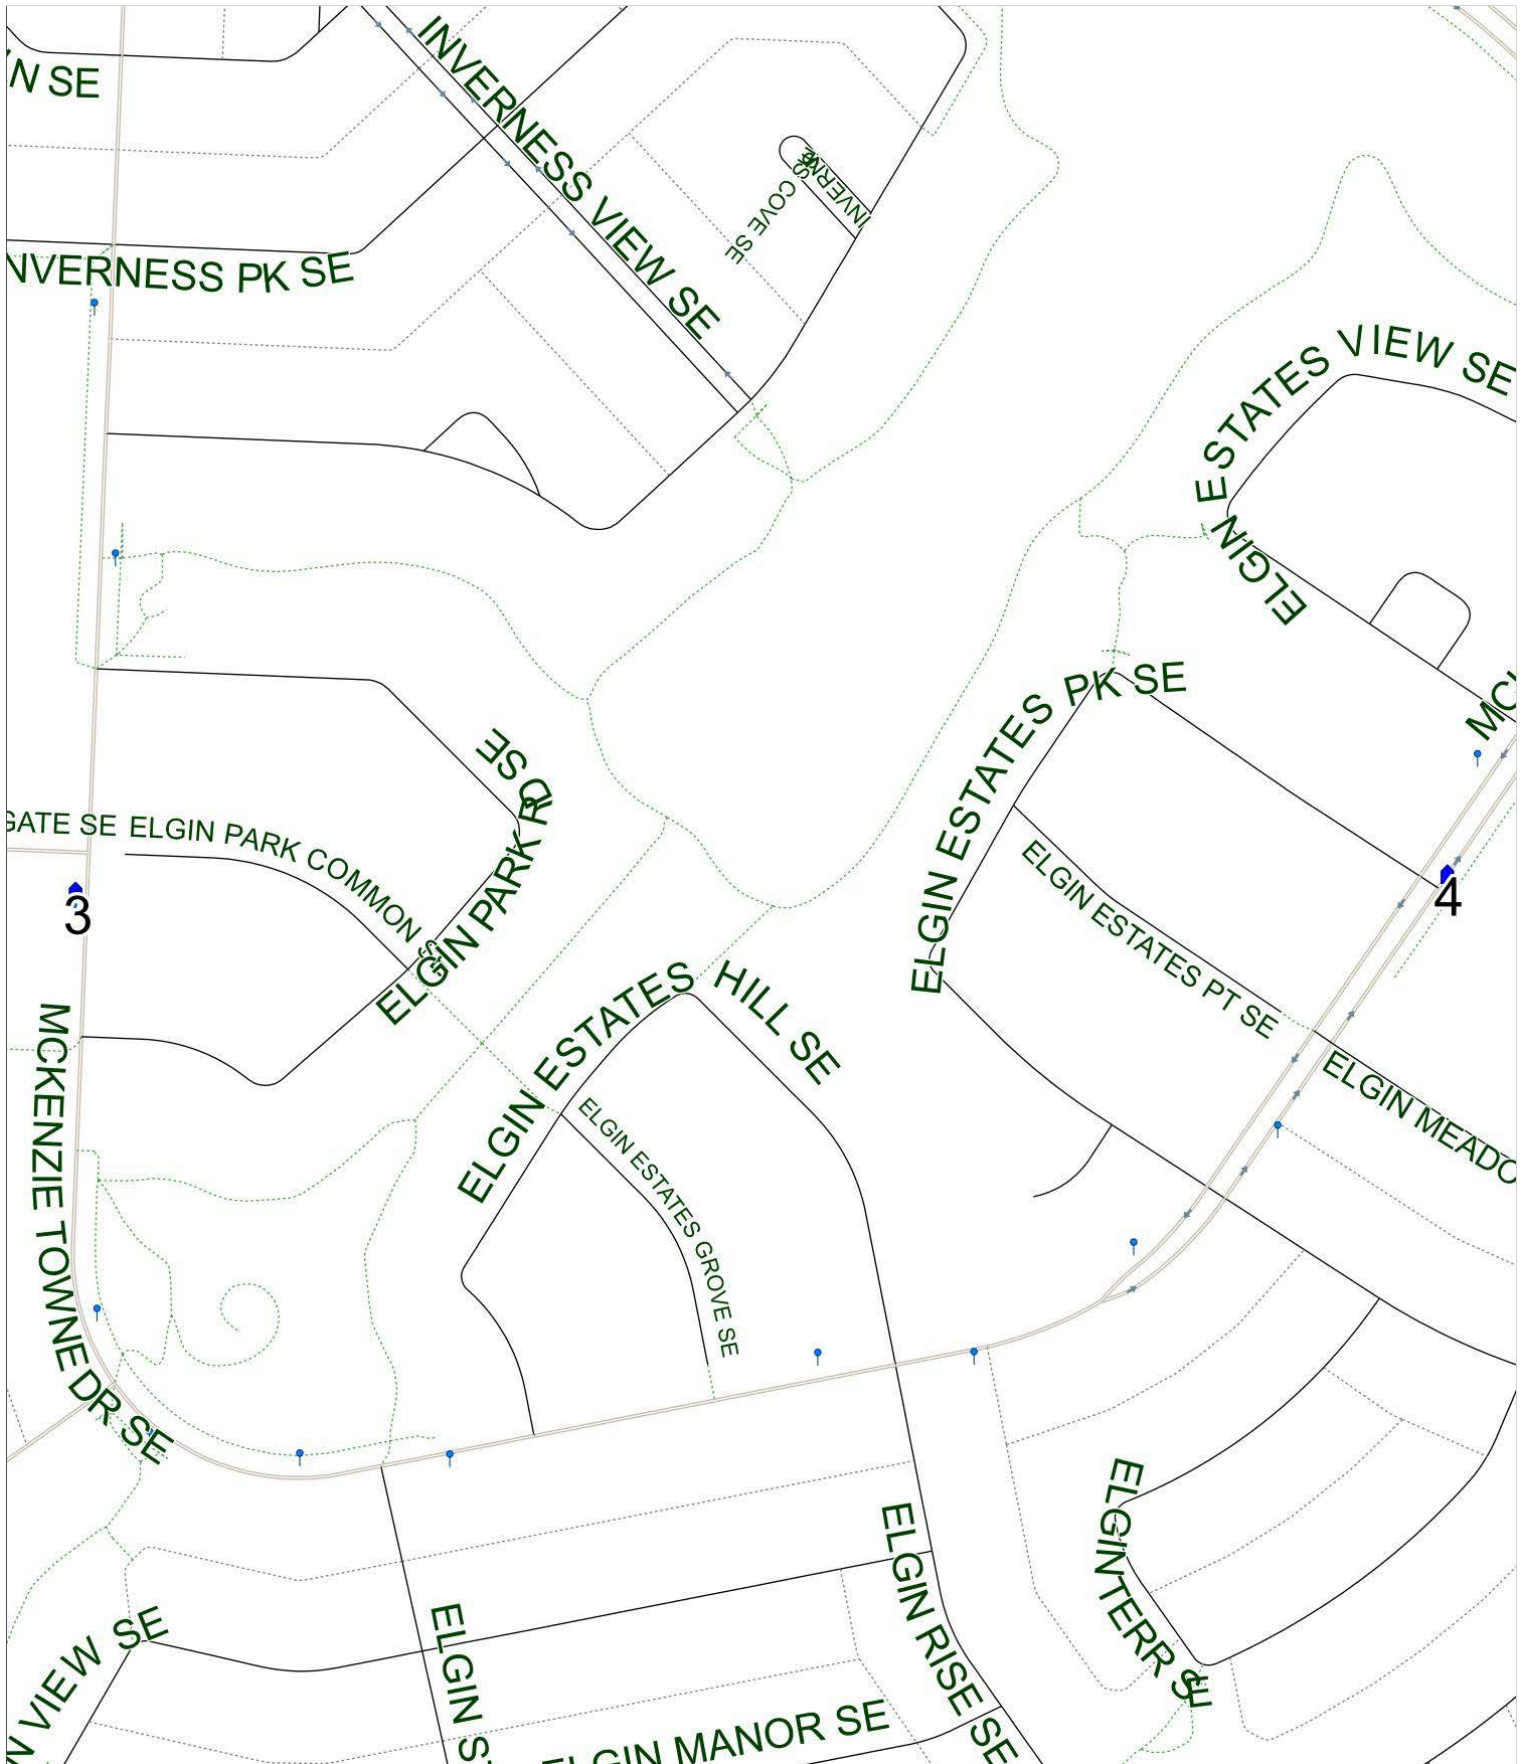 N SE
INVERNESS VIEW SE
INVERNE
COVE SE
NVERNESS PK SE
ESTATES VIEW SE
ELGIN
ELGIN ESTATES PK SE
GATE SE
ELGIN PARK COMMON S
ELGIN PARK RD SE
3
4
ELGIN ESTATES PT SE
ELGIN ESTATES HILL SE
MCKENZIE TOWNE DR SE
ELGIN MEADO
ELGIN ESTATES GROVE SE
ELGIN TERR SE
ELGIN RISE SE
N VIEW SE
ELGIN S
ELGIN MANOR SE